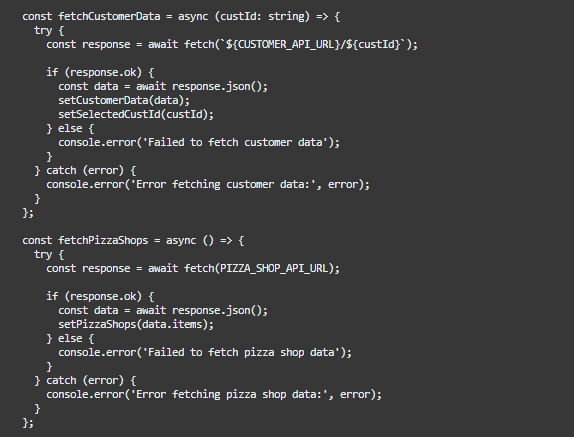 const fetchCustomerData = async (custId: string) => {
  try {
    const response = await fetch(`${CUSTOMER_API_URL}/${custId}`);

    if (response.ok) {
      const data = await response.json();
      setCustomerData(data);
      setSelectedCustId(custId);
    } else {
      console.error('Failed to fetch customer data');
    }
  } catch (error) {
    console.error('Error fetching customer data:', error);
  }
};

const fetchPizzaShops = async () => {
  try {
    const response = await fetch(PIZZA_SHOP_API_URL);

    if (response.ok) {
      const data = await response.json();
      setPizzaShops(data.items);
    } else {
      console.error('Failed to fetch pizza shop data');
    }
  } catch (error) {
    console.error('Error fetching pizza shop data:', error);
  }
};